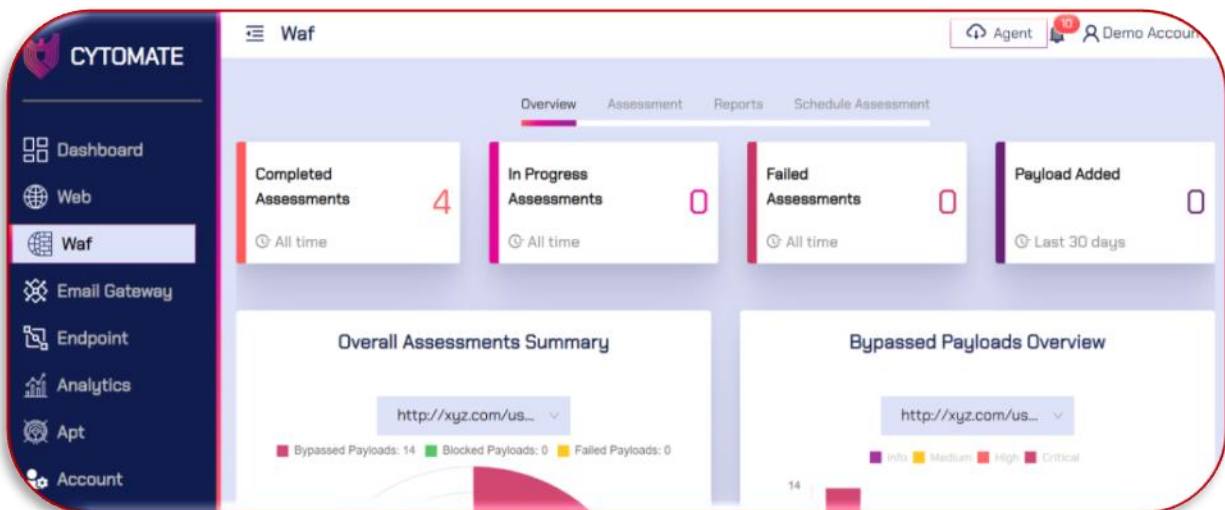 CYTOMATE
Dashboard
Web
Waf
Email Gateway
Endpoint
Analytics
Apt
Account
Waf
Agent
10
Demo Accoun
Overview Assessment Reports Schedule Assessment
Completed
Assessments
4
All time
In Progress
Assessments
0
All time
Failed
Assessments
0
All time
Payload Added
0
Last 30 days
Overall Assessments Summary
http://xyz.com/us...
Bypassed Payloads: 14 Blocked Payloads: 0 Failed Payloads: 0
Bypassed Payloads Overview
http://xyz.com/us...
Info Medium High Critical
14